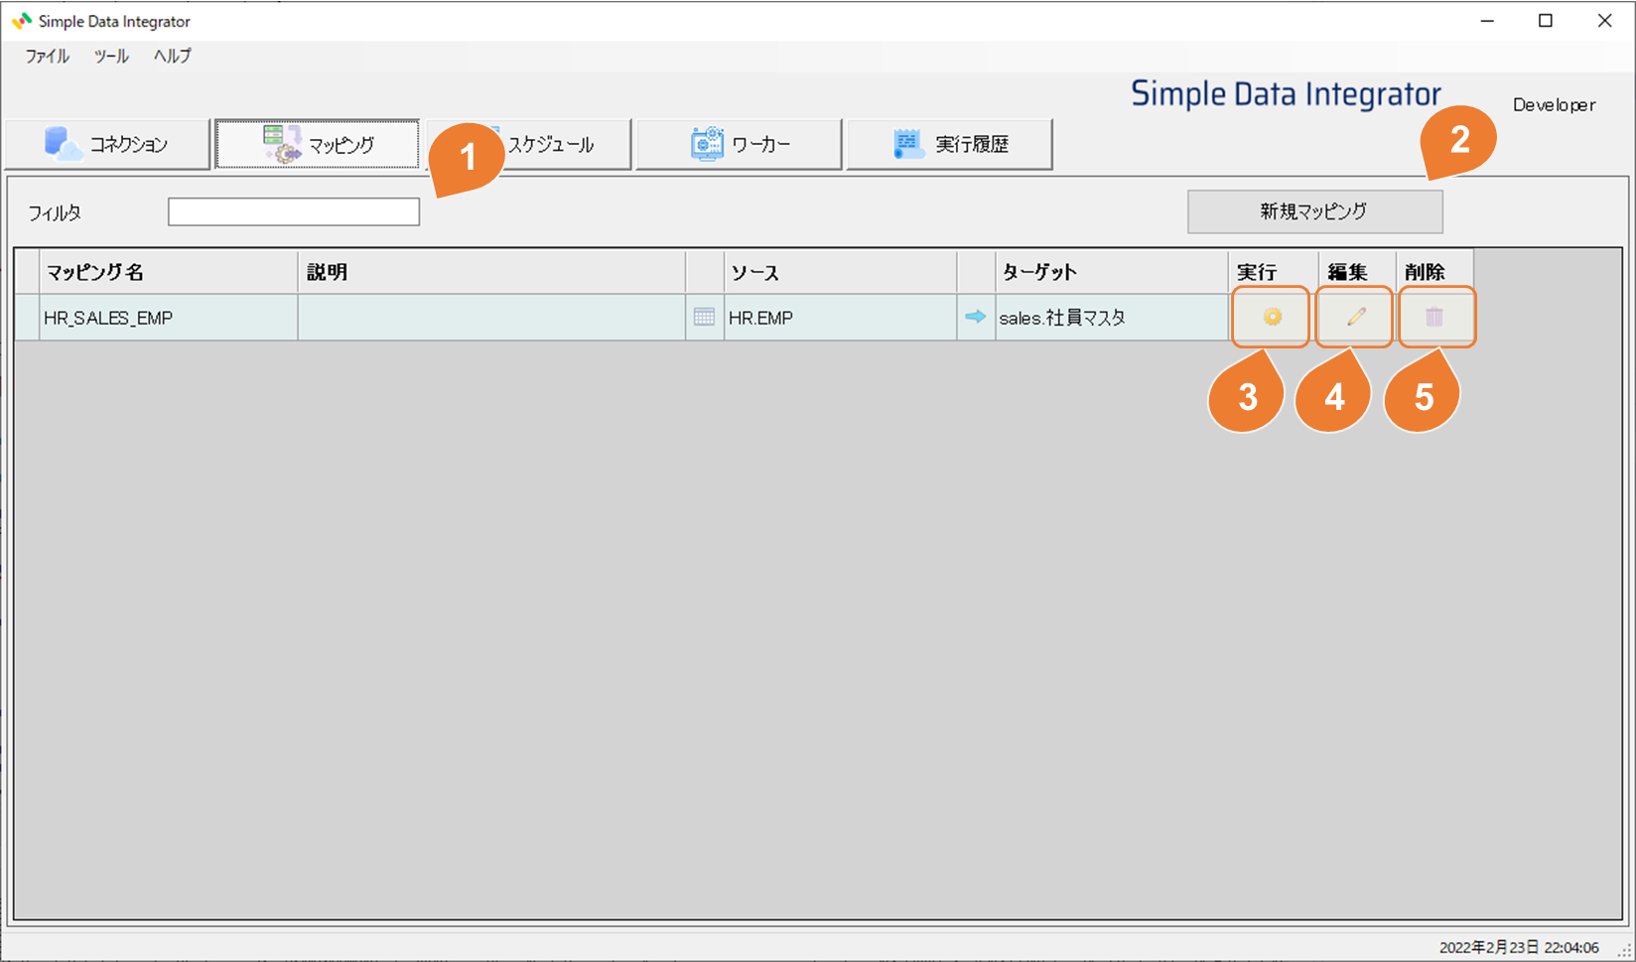 Simple Data Integrator
ファイル ツール ヘルプ
Simple Data Integrator
Developer
コネクション マッピング スケジュール ワーカー 実行履歴
1
2
フィルタ 新規マッピング
マッピング名 説明 ソース ターゲット 実行 編集 削除
HR_SALES_EMP HR.EMP sales.社員マスタ
3 4 5
2022年2月23日 22:04:06